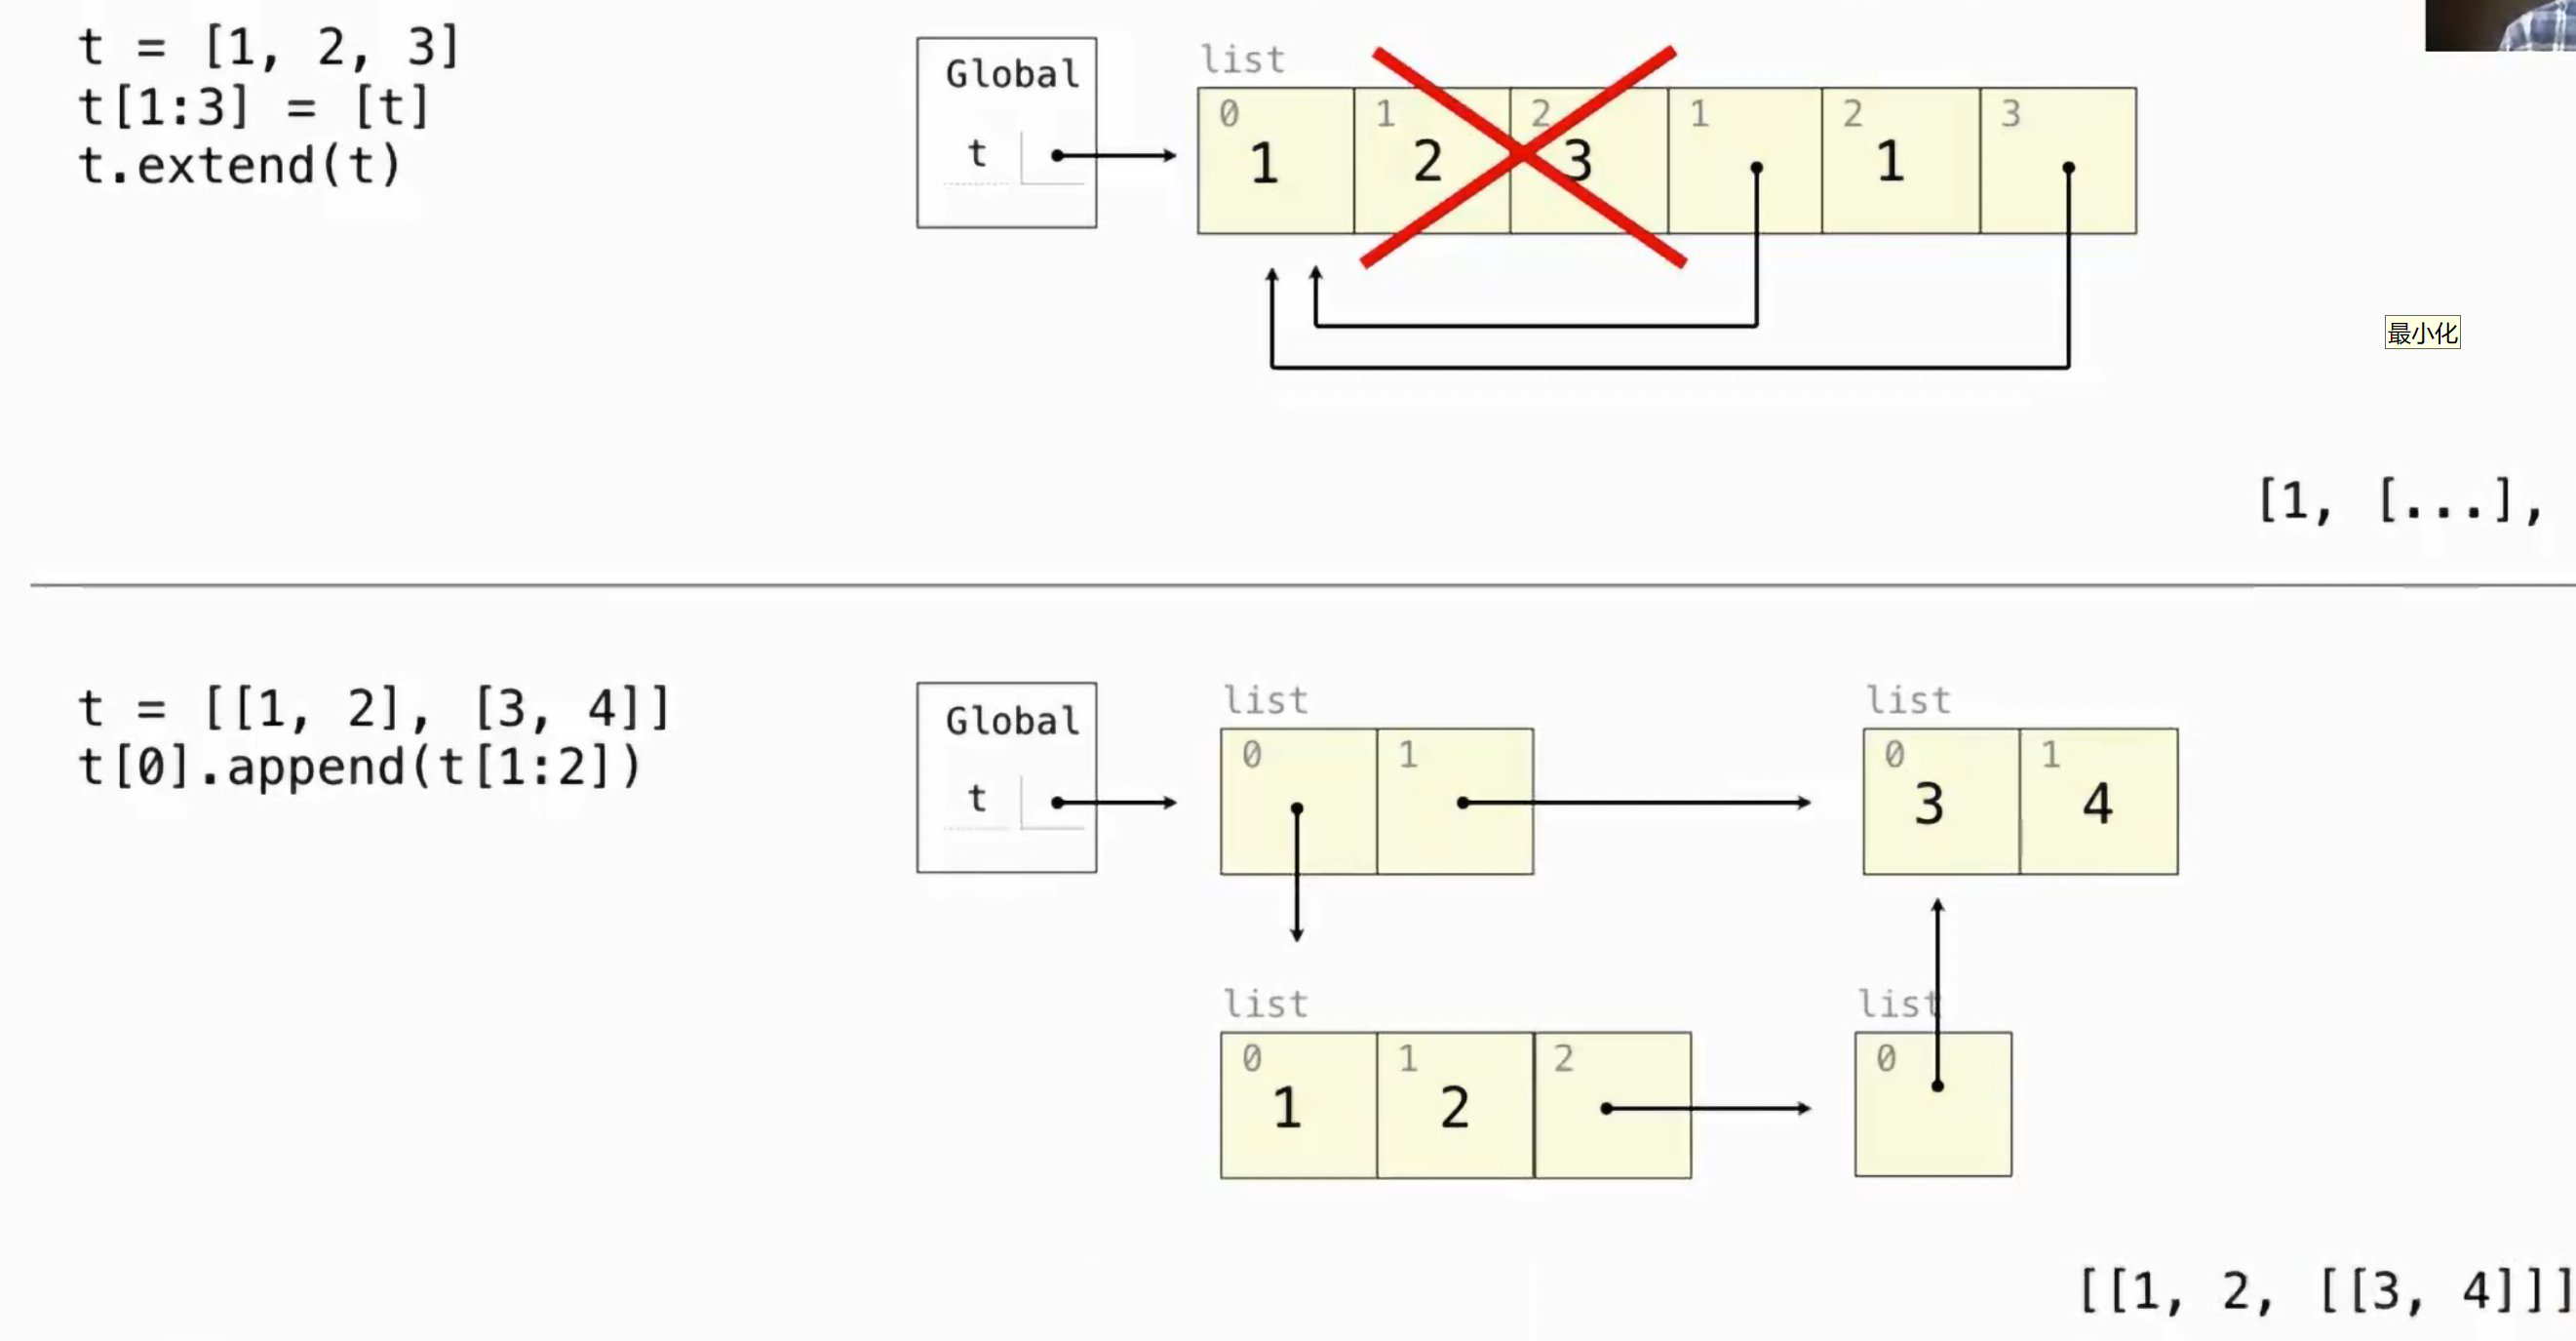 t = [1, 2, 3]
t[1:3] = [t]
t.extend(t)
Global
t
list
0 1 2 1 2 3
1 2 3 1
最小化
[1, [...],
t = [[1, 2], [3, 4]]
t[0].append(t[1:2])
Global
t
list
0 1
list
0 1
3 4
list
0 1 2
1 2
list
0
[[1, 2, [[3, 4]]]